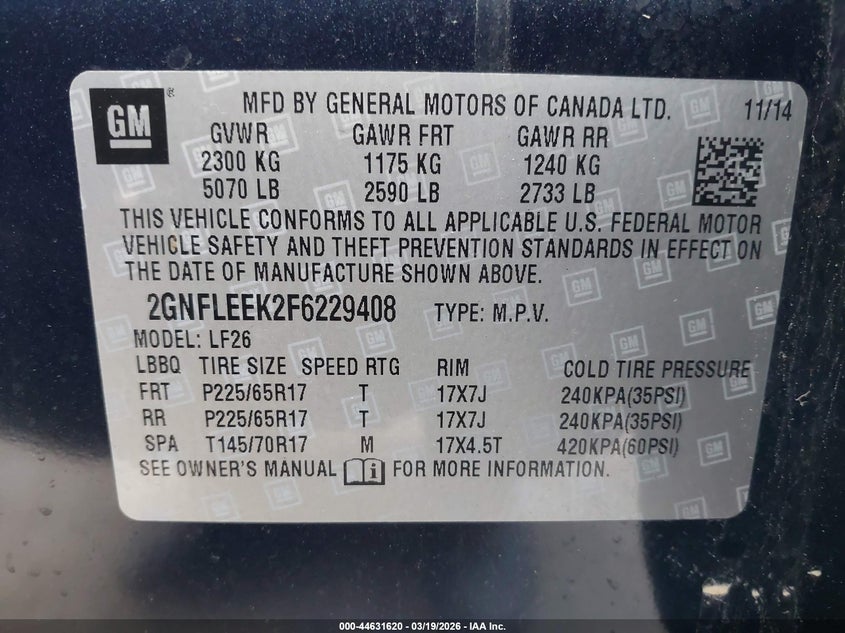 GM ® MFD BY GENERAL MOTORS OF CANADA LTD. 11/14
GVWR GAWR FRT GAWR RR
2300 KG 1175 KG 1240 KG
5070 LB 2590 LB 2733 LB
THIS VEHICLE CONFORMS TO ALL APPLICABLE U.S. FEDERAL MOTOR
VEHICLE SAFETY AND THEFT PREVENTION STANDARDS IN EFFECT ON
THE DATE OF MANUFACTURE SHOWN ABOVE.
2GNFLEEK2F6229408 TYPE: M.P.V.
MODEL: LF26
LBBQ TIRE SIZE SPEED RTG RIM COLD TIRE PRESSURE
FRT P225/65R17 T 17X7J 240KPA(35PSI)
RR P225/65R17 T 17X7J 240KPA(35PSI)
SPA T145/70R17 M 17X4.5T 420KPA(60PSI)
SEE OWNER'S MANUAL FOR MORE INFORMATION.
000-44631620 - 03/19/2026 - IAA Inc.